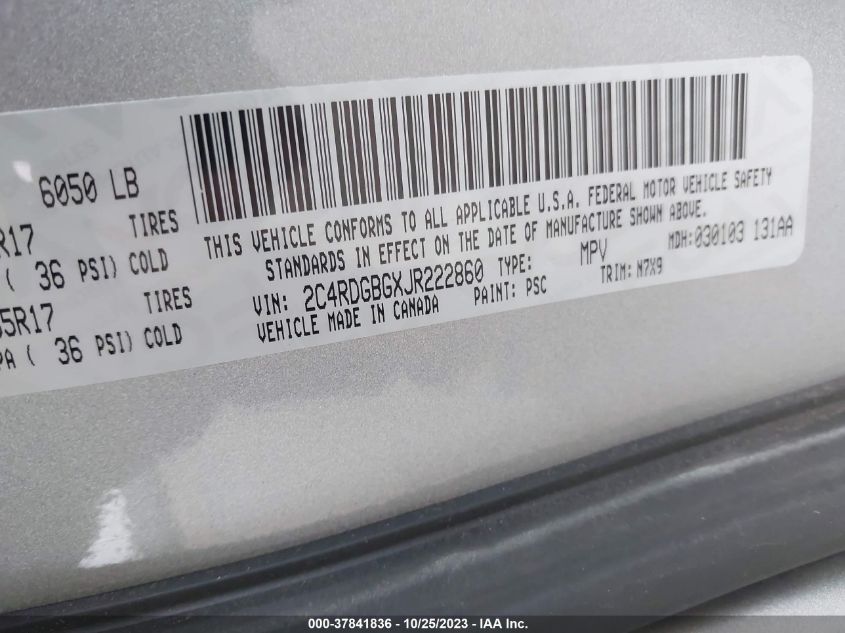 6050 LB
R17 TIRES
( 36 PSI) COLD
5R17 TIRES
PA ( 36 PSI) COLD
THIS VEHICLE CONFORMS TO ALL APPLICABLE U.S.A. FEDERAL MOTOR VEHICLE SAFETY
STANDARDS IN EFFECT ON THE DATE OF MANUFACTURE SHOWN ABOVE.
VIN: 2C4RDGBGXJR222860 TYPE: MPV MDH:030103 131AA
VEHICLE MADE IN CANADA PAINT: PSC TRIM: N7X9
000-37841836 - 10/25/2023 - IAA Inc.